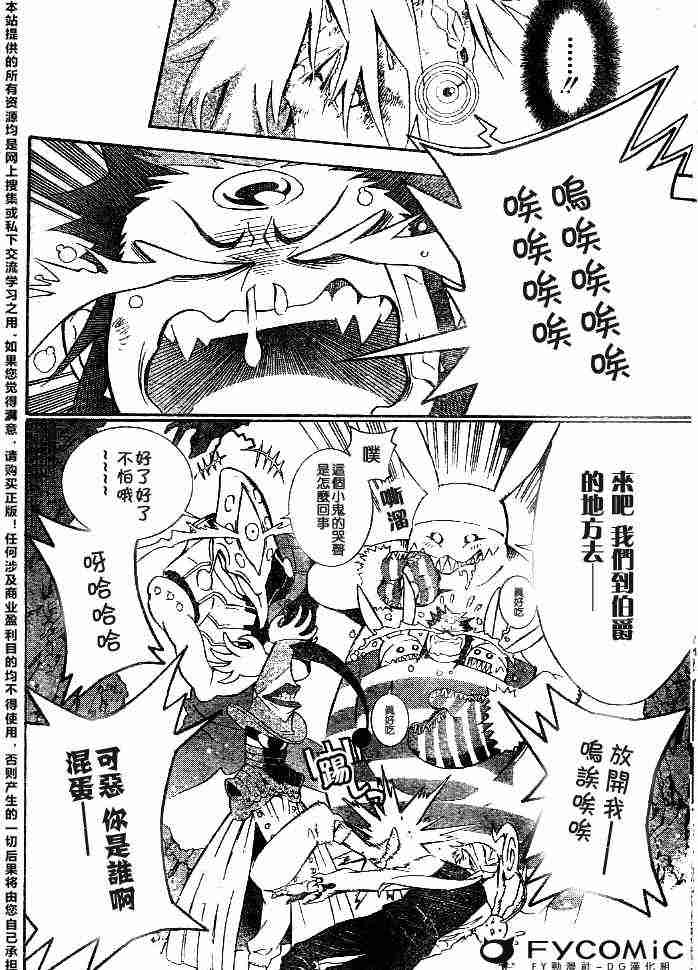 ……!!
嗚唉唉唉唉
唉唉唉唉
來吧 我們到伯爵
的地方去——
噗
嘶溜
真好吃
真好吃
這個小鬼的哭聲
是怎麼回事
好了好了
不怕哦
~~~~
呀哈哈哈
放開我——
嗚誒唉唉
踢
可惡 你是誰啊
混蛋——
本站提供的所有资源均是网上搜集或私下交流学习之用，如果您觉得满意，请购买正版！任何涉及商业盈利目的均不得使用，否则产生的一切后果将由您自己承担
FYCOMiC
FY動漫社-DG漢化組